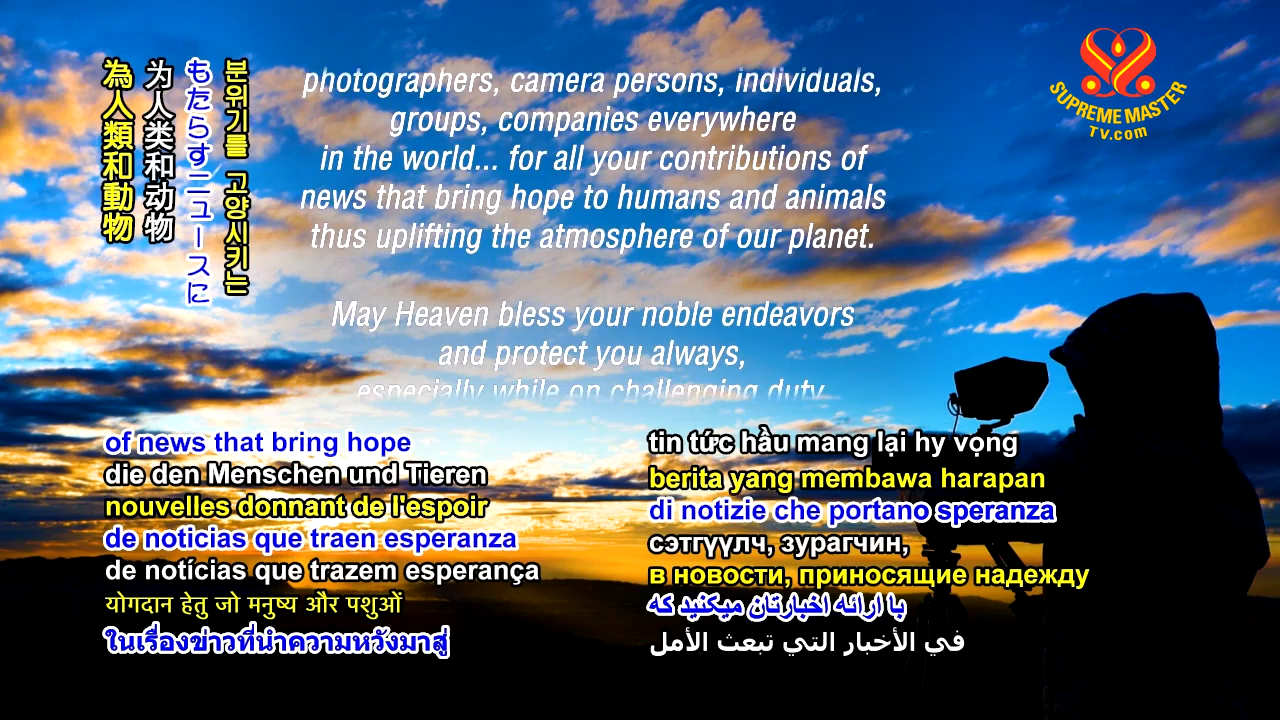 為人類和動物
为人类和动物
もたらすニュースに
분위기를 고양시키는
photographers, camera persons, individuals,
groups, companies everywhere
in the world... for all your contributions of
news that bring hope to humans and animals
thus uplifting the atmosphere of our planet.
May Heaven bless your noble endeavors
and protect you always,
especially while on challenging duty
SUPREME MASTER
TV.com
of news that bring hope
die den Menschen und Tieren
nouvelles donnant de l'espoir
de noticias que traen esperanza
de notícias que trazem esperança
योगदान हेतु जो मनुष्य और पशुओं
ในเรื่องข่าวที่นำความหวังมาสู่
tin tức hầu mang lại hy vọng
berita yang membawa harapan
di notizie che portano speranza
сэтгүүлч, зурагчин,
в новости, приносящие надежду
با ارائه اخبارتان میکنید که
في الأخبار التي تبعث الأمل